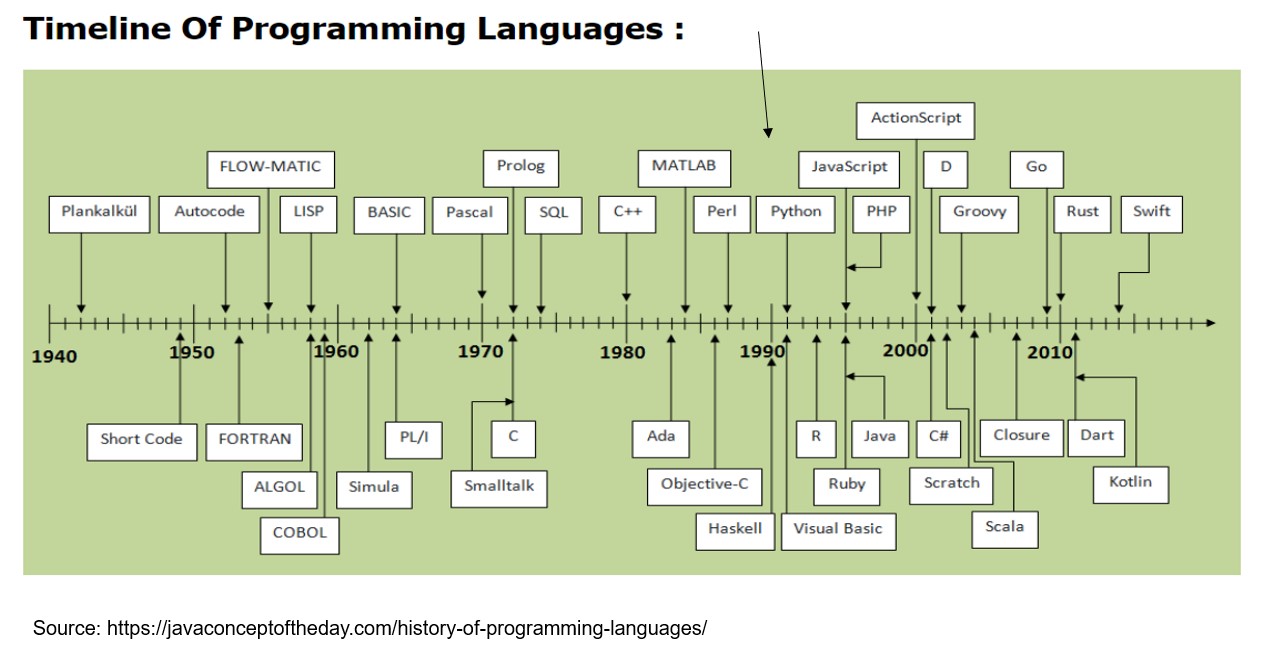 Timeline Of Programming Languages :
ActionScript
FLOW-MATIC
Prolog
MATLAB
JavaScript
D
Go
Plankalkül
Autocode
LISP
BASIC
Pascal
SQL
C++
Perl
Python
PHP
Groovy
Rust
Swift
1940
1950
1960
1970
1980
1990
2000
2010
Short Code
FORTRAN
PL/I
C
Ada
R
Java
C#
Closure
Dart
ALGOL
Simula
Smalltalk
Objective-C
Ruby
Scratch
Kotlin
COBOL
Haskell
Visual Basic
Scala
Source: https://javaconceptoftheday.com/history-of-programming-languages/